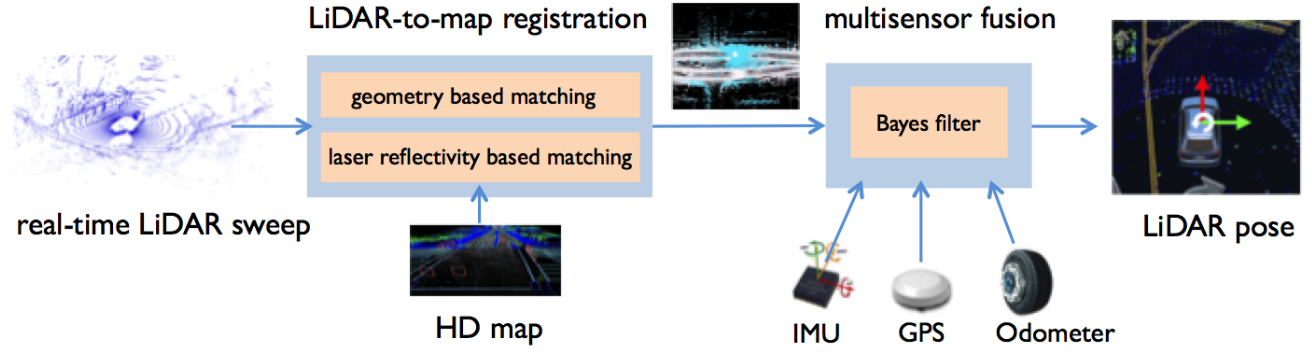 LiDAR-to-map registration
multisensor fusion
geometry based matching
laser reflectivity based matching
Bayes filter
real-time LiDAR sweep
LiDAR pose
HD map
IMU
GPS
Odometer